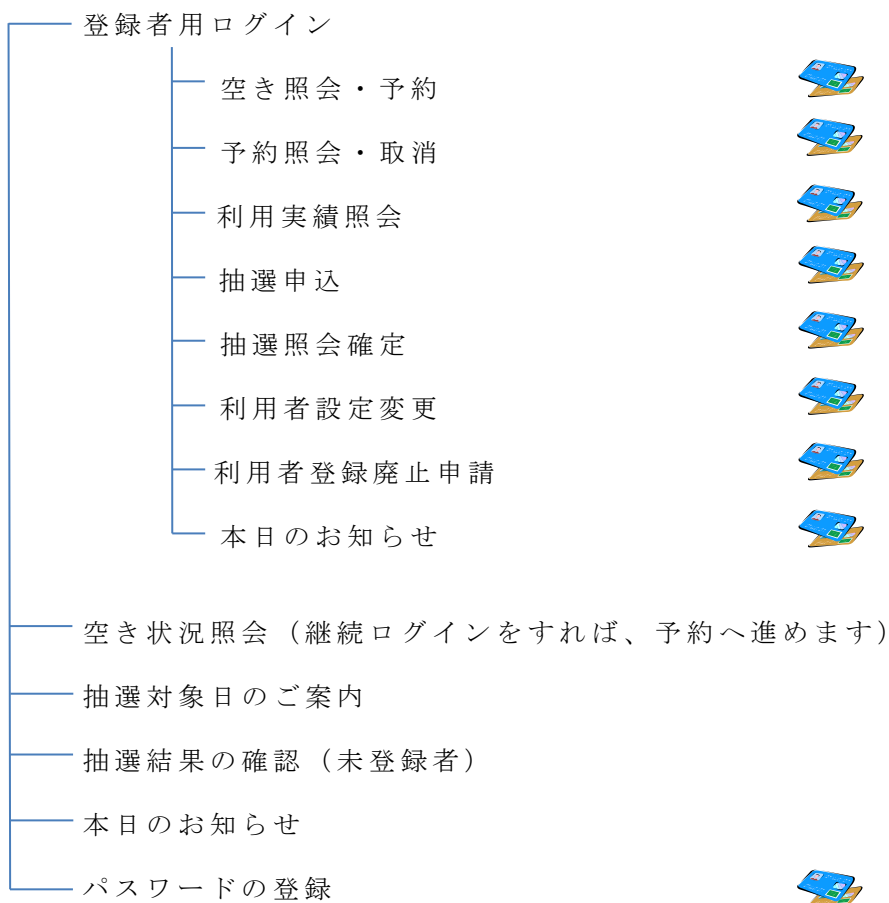 登録者用ログイン
空き照会・予約
予約照会・取消
利用実績照会
抽選申込
抽選照会確定
利用者設定変更
利用者登録廃止申請
本日のお知らせ
空き状況照会（継続ログインをすれば、予約へ進めます）
抽選対象日のご案内
抽選結果の確認（未登録者）
本日のお知らせ
パスワードの登録